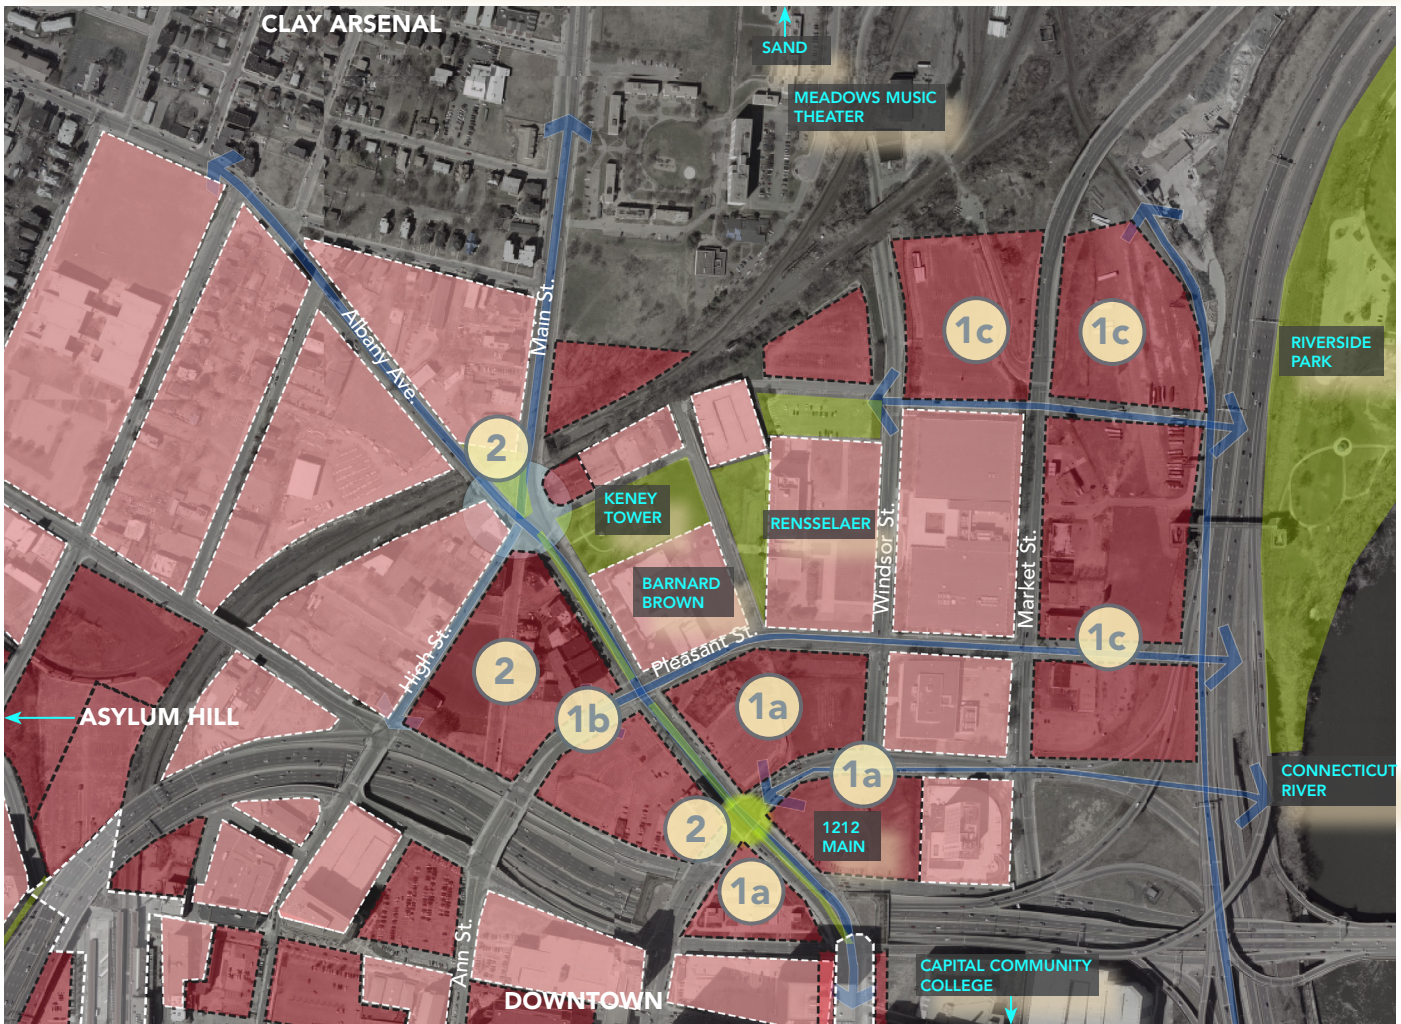 CLAY ARSENAL
SAND
MEADOWS MUSIC
THEATER
Main St.
Albany Ave.
1c
1c
RIVERSIDE
PARK
2
KENEY
TOWER
RENSSELAER
Windsor St.
Market St.
BARNARD
BROWN
1c
High St.
Pleasant St.
2
1b
1a
ASYLUM HILL
1a
CONNECTICUT
RIVER
2
1212
MAIN
1a
Ann St.
CAPITAL COMMUNITY
COLLEGE
DOWNTOWN